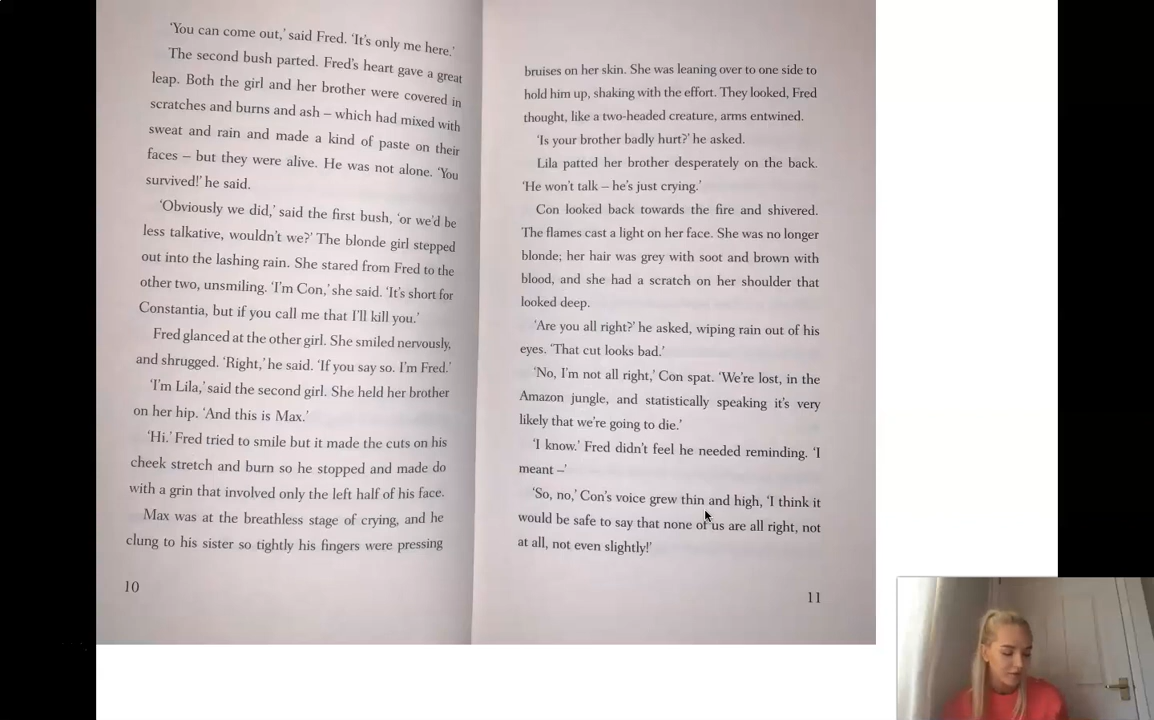 ‘You can come out,’ said Fred. ‘It’s only me here.’
The second bush parted. Fred’s heart gave a great
leap. Both the girl and her brother were covered in
scratches and burns and ash – which had mixed with
sweat and rain and made a kind of paste on their
faces – but they were alive. He was not alone. ‘You
survived!’ he said.
‘Obviously we did,’ said the first bush, ‘or we’d be
less talkative, wouldn’t we?’ The blonde girl stepped
out into the lashing rain. She stared from Fred to the
other two, unsmiling. ‘I’m Con,’ she said. ‘It’s short for
Constantia, but if you call me that I’ll kill you.’
Fred glanced at the other girl. She smiled nervously,
and shrugged. ‘Right,’ he said. ‘If you say so. I’m Fred.’
‘I’m Lila,’ said the second girl. She held her brother
on her hip. ‘And this is Max.’
‘Hi.’ Fred tried to smile but it made the cuts on his
cheek stretch and burn so he stopped and made do
with a grin that involved only the left half of his face.
Max was at the breathless stage of crying, and he
clung to his sister so tightly his fingers were pressing
10
bruises on her skin. She was leaning over to one side to
hold him up, shaking with the effort. They looked, Fred
thought, like a two-headed creature, arms entwined.
‘Is your brother badly hurt?’ he asked.
Lila patted her brother desperately on the back.
‘He won’t talk – he’s just crying.’
Con looked back towards the fire and shivered.
The flames cast a light on her face. She was no longer
blonde; her hair was grey with soot and brown with
blood, and she had a scratch on her shoulder that
looked deep.
‘Are you all right?’ he asked, wiping rain out of his
eyes. ‘That cut looks bad.’
‘No, I’m not all right,’ Con spat. ‘We’re lost, in the
Amazon jungle, and statistically speaking it’s very
likely that we’re going to die.’
‘I know.’ Fred didn’t feel he needed reminding. ‘I
meant –’
‘So, no,’ Con’s voice grew thin and high, ‘I think it
would be safe to say that none of us are all right, not
at all, not even slightly!’
11